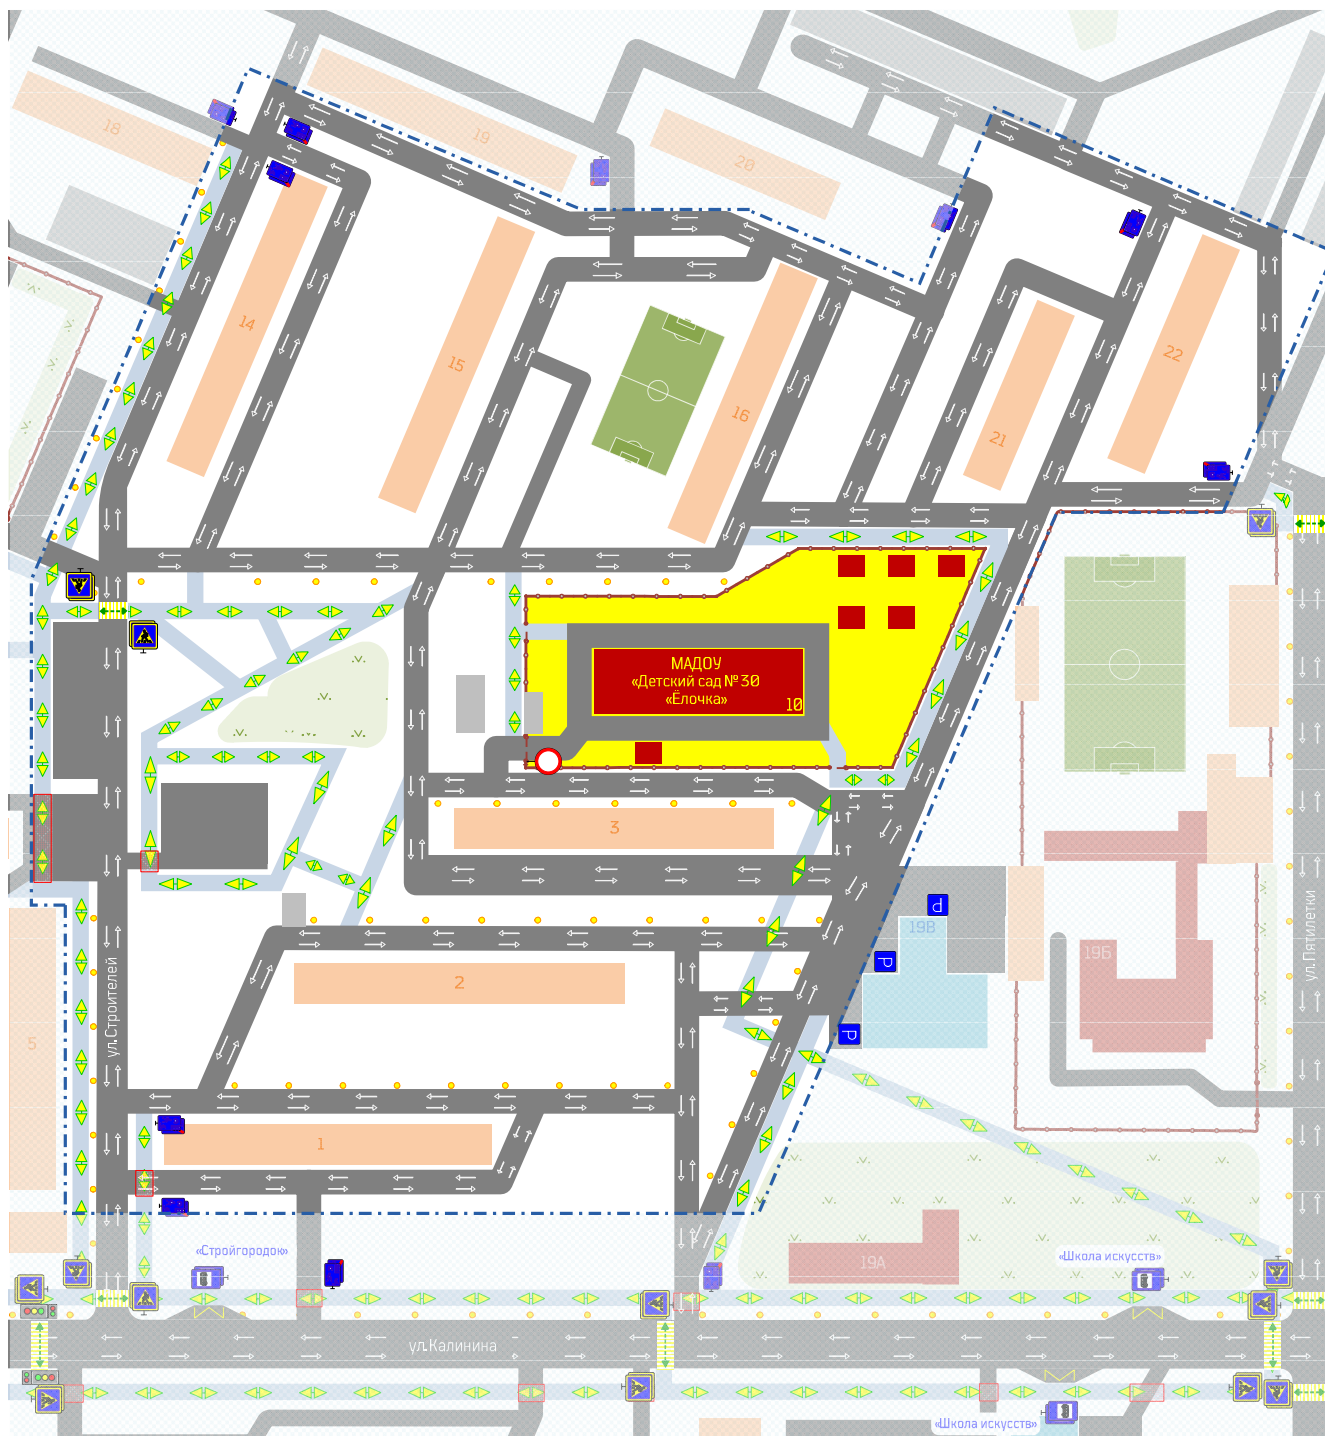 18
19
20
14
15
16
21
22
МАДОУ
«Детский сад №30
«Ёлочка»
10
3
19В
P
P
P
2
19Б
ул.Строителей
ул.Пятилетки
5
1
«Стройгородок»
19А
«Школа искусств»
ул.Калинина
«Школа искусств»